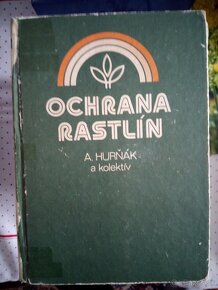 OCHRANA
RASTLÍN
A. HURŇÁK
a kolektív